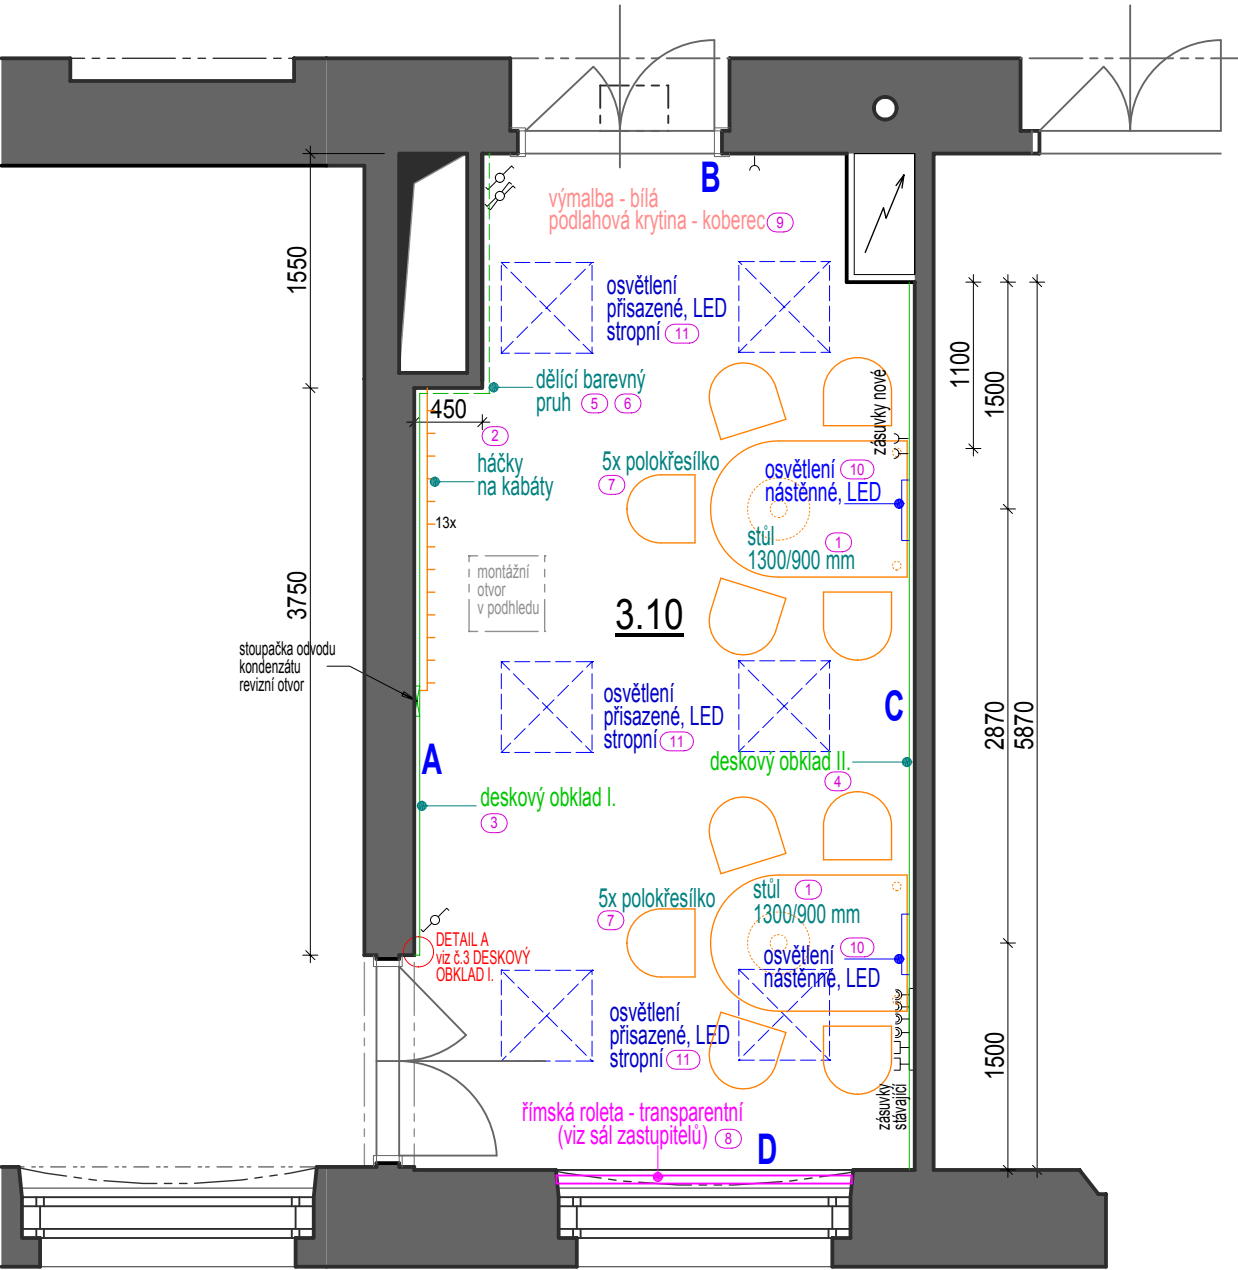 B
výmalba - bílá
podlahová krytina - koberec 9
1550
osvětlení
přisazené, LED
stropní 11
1100
1500
zásuvky nové
dělící barevný
pruh 5 6
450
2
háčky
na kabáty
5x polokřesílko
7
osvětlení 10
nástěnné, LED
13x
stůl 1
1300/900 mm
montážní
otvor
v podhledu
3.10
3750
stoupačka odvodu
kondenzátu
revizní otvor
osvětlení
přisazené, LED
stropní 11
C
2870
5870
A
deskový obklad II.
4
deskový obklad I.
3
5x polokřesílko
7
stůl 1
1300/900 mm
DETAIL A
viz č.3 DESKOVÝ
OBKLAD I.
osvětlení 10
nástěnné, LED
osvětlení
přisazené, LED
stropní 11
1500
zásuvky
stávající
římská roleta - transparentní
(viz sál zastupitelů) 8
D